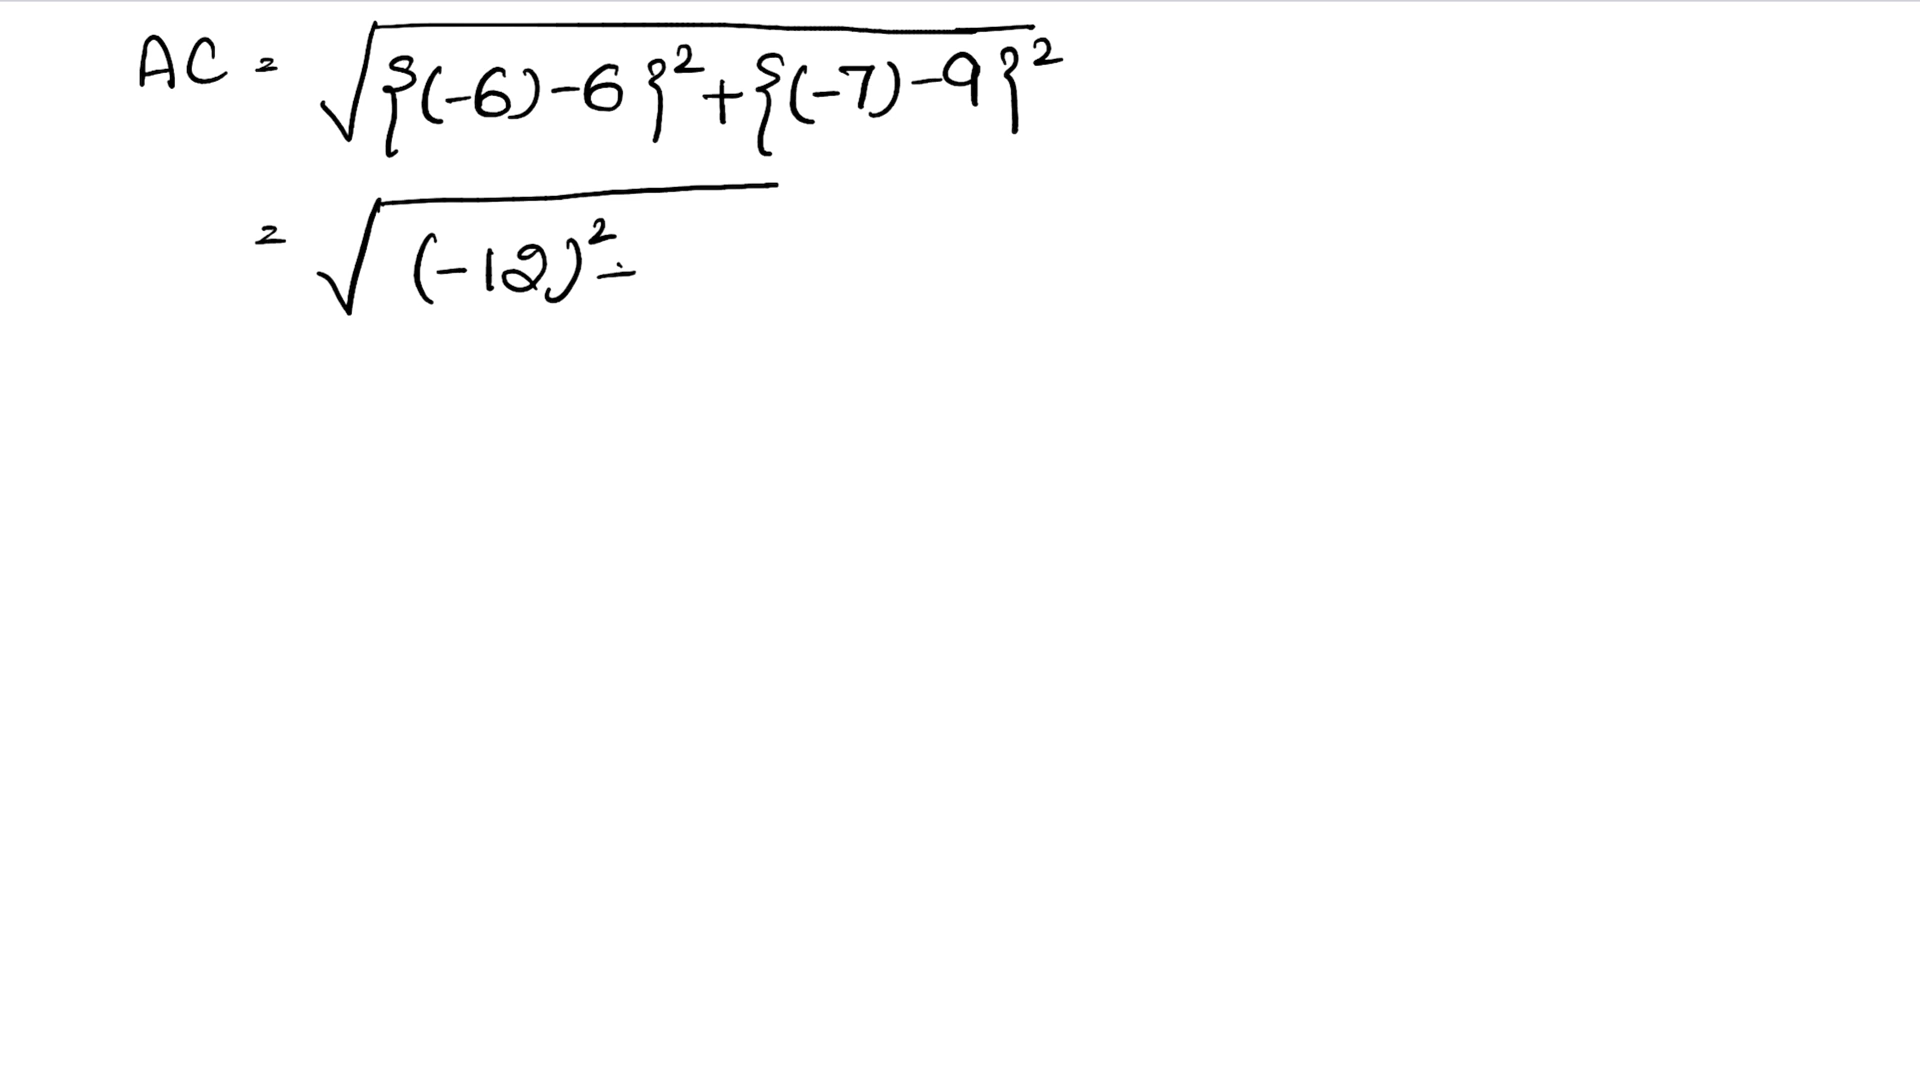 AC = √{(-6)-6}²+{(-7)-9}²
= √(-12)²÷